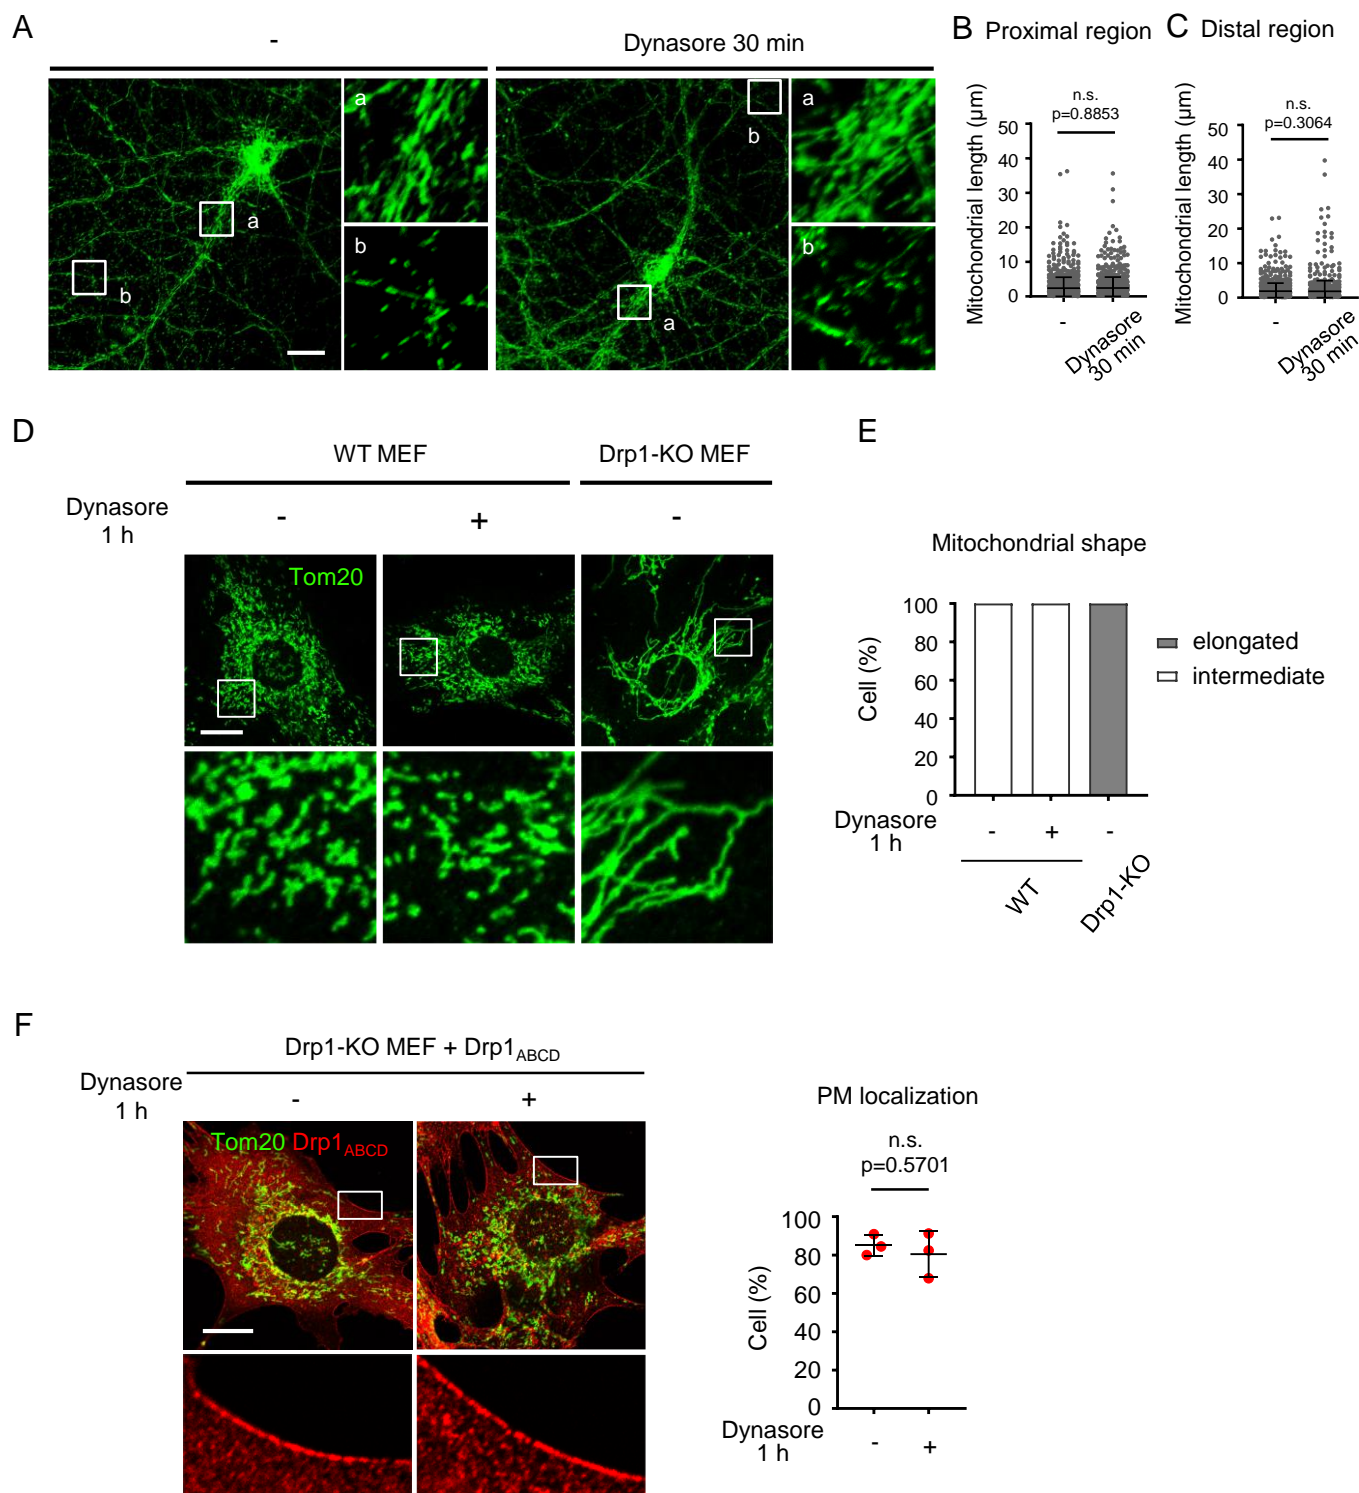 A
-
Dynasore 30 min
a
b
a
b
b
a
a
b
B Proximal region
Mitochondrial length (μm)
n.s.
p=0.8853
50
40
30
20
10
0
-
Dynasore
30 min
C Distal region
Mitochondrial length (μm)
n.s.
p=0.3064
50
40
30
20
10
0
-
Dynasore
30 min
D
WT MEF
Drp1-KO MEF
Dynasore
1 h
-
+
-
Tom20
E
Mitochondrial shape
Cell (%)
100
80
60
40
20
0
elongated
intermediate
Dynasore
1 h
-
+
-
WT
Drp1-KO
F
Drp1-KO MEF + Drp1ABCD
Dynasore
1 h
-
+
Tom20 Drp1ABCD
PM localization
n.s.
p=0.5701
Cell (%)
100
80
60
40
20
0
Dynasore
1 h
-
+